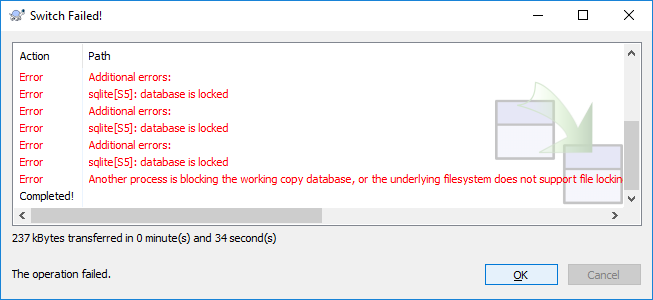 Switch Failed!
Action Path
Error Additional errors:
Error sqlite[S5]: database is locked
Error Additional errors:
Error sqlite[S5]: database is locked
Error Additional errors:
Error sqlite[S5]: database is locked
Error Another process is blocking the working copy database, or the underlying filesystem does not support file lockin
Completed!
237 kBytes transferred in 0 minute(s) and 34 second(s)
The operation failed.
OK Cancel